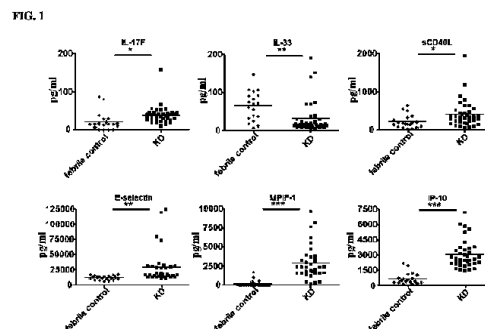 FIG. 1
IL-17F
*
pg/ml
200
100
0
febrile control
KD
IL-33
**
pg/ml
200
100
0
febrile control
KD
sCD40L
*
pg/ml
2000
1000
0
febrile control
KD
E-selectin
**
pg/ml
125000
100000
75000
50000
25000
0
febrile control
KD
MPIF-1
***
pg/ml
10000
7500
5000
2500
0
febrile control
KD
IP-10
***
pg/ml
7500
6000
4500
3000
1500
0
febrile control
KD